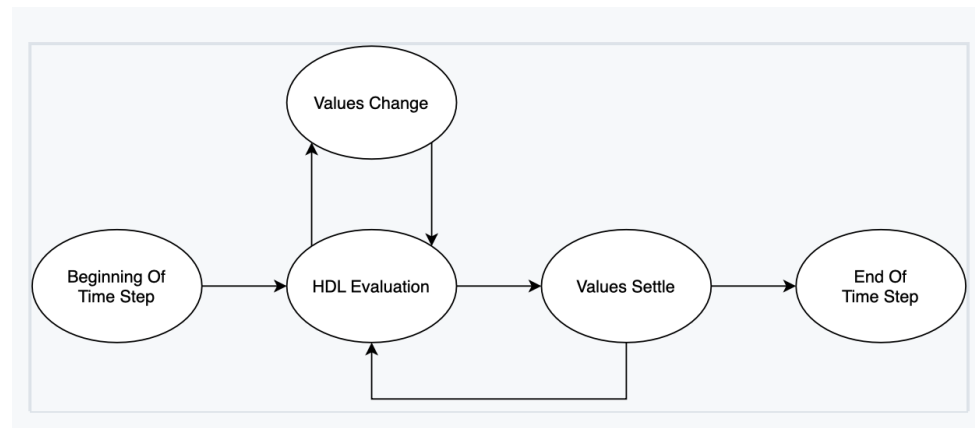 Values Change
Beginning Of
Time Step
HDL Evaluation
Values Settle
End Of
Time Step